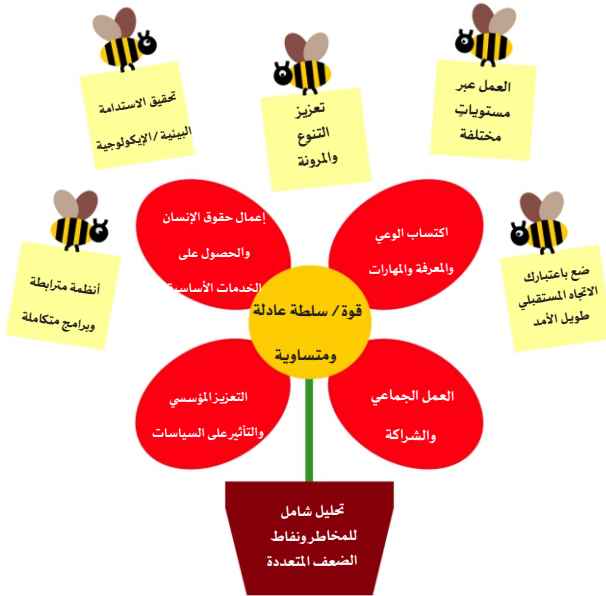 العمل عبر
مستوياتٍ
مختلفة
تعزيز
التنوع
والمرونة
تحقيق الاستدامة
البيئية/الإيكولوجية
ضع باعتبارك
الاتجاه المستقبلي
طويل الأمد
أنظمة مترابطة
وبرامج متكاملة
اكتساب الوعي
والمعرفة والمهارات
إعمال حقوق الإنسان
والحصول على
الخدمات الأساسية
قوة/ سلطة عادلة
ومتساوية
العمل الجماعي
والشراكة
التعزيز المؤسسي
والتأثير على السياسات
تحليل شامل
للمخاطر ونقاط
الضعف المتعددة